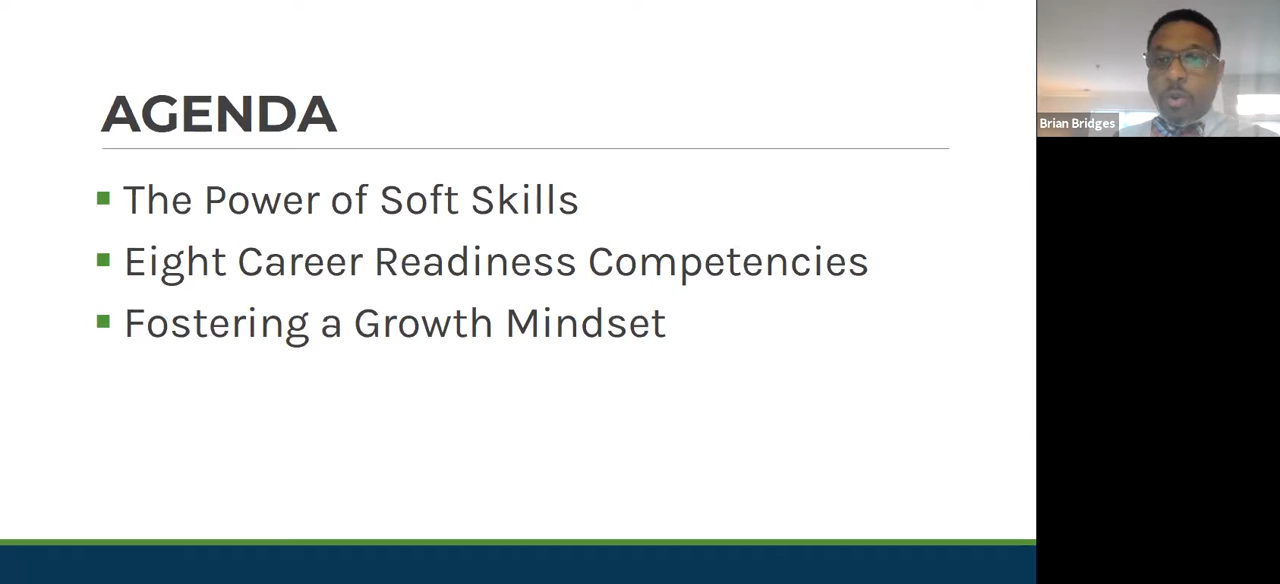 AGENDA
The Power of Soft Skills
Eight Career Readiness Competencies
Fostering a Growth Mindset
Brian Bridges